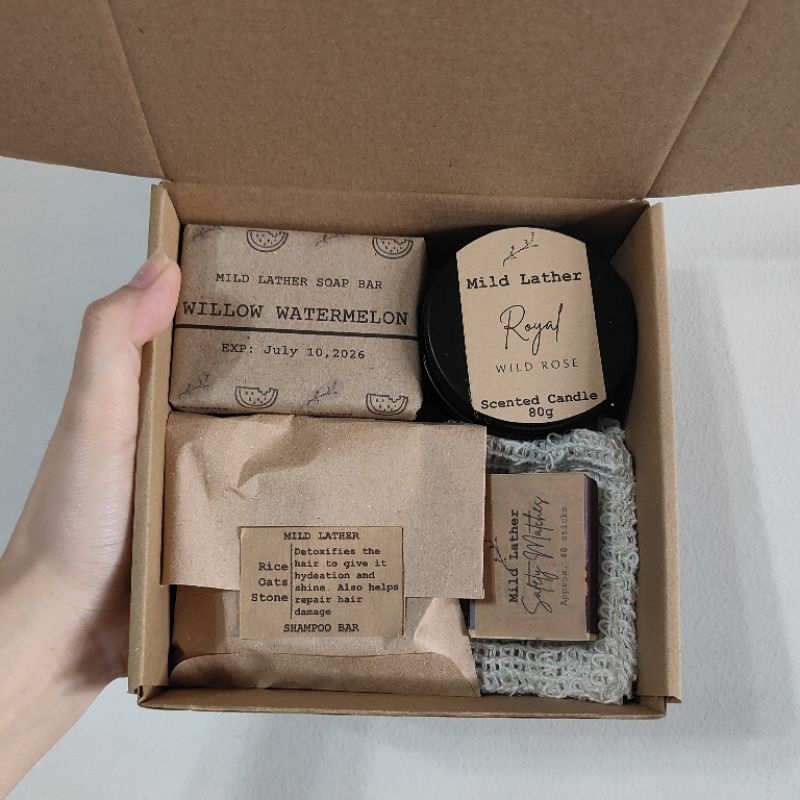 MILD LATHER SOAP BAR
WILLOW WATERMELON
EXP: July 10,2026
Mild Lather
Royal
WILD ROSE
Scented Candle
80g
MILD LATHER
Rice
Oats
Stone
Detoxifies the
hair to give it
hydeation and
shine. Also helps
repair hair
damage
SHAMPOO BAR
Mild Lather
Safety Matches
Approx. 48 sticks